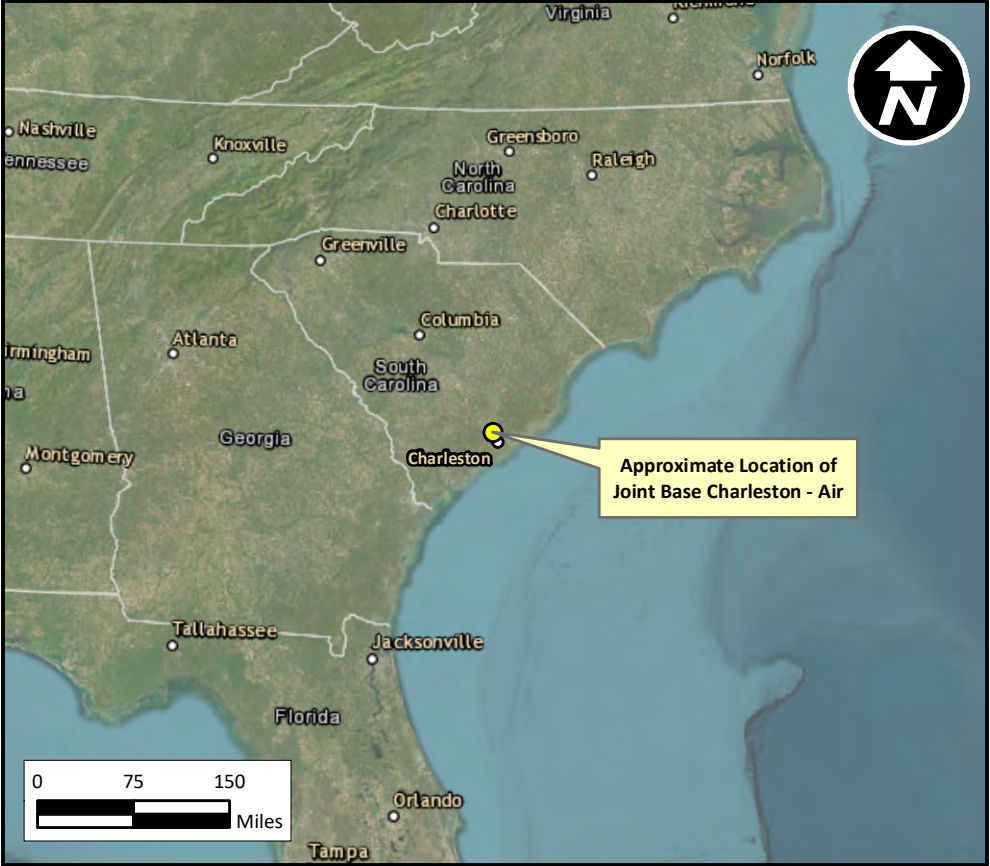 Virginia
Norfolk
N
Nashville
Knoxville
ennessee
Greensboro
Raleigh
North
Carolina
Charlotte
Greenville
Columbia
Atlanta
irmingham
South
Carolina
na
Georgia
Montgomery
Charleston
Approximate Location of
Joint Base Charleston - Air
Tallahassee
Jacksonville
Florida
0 75 150
Miles
Orlando
Tampa